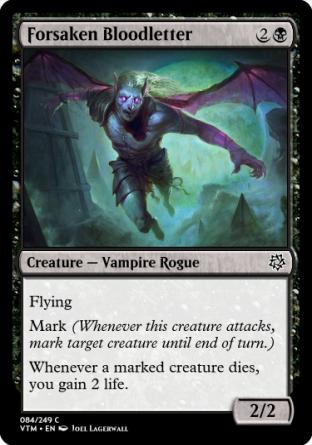 Forsaken Bloodletter 2
Creature — Vampire Rogue
Flying
Mark (Whenever this creature attacks,
mark target creature until end of turn.)
Whenever a marked creature dies,
you gain 2 life.
2/2
084/249 C
VTM • EN Joel Lagerwall